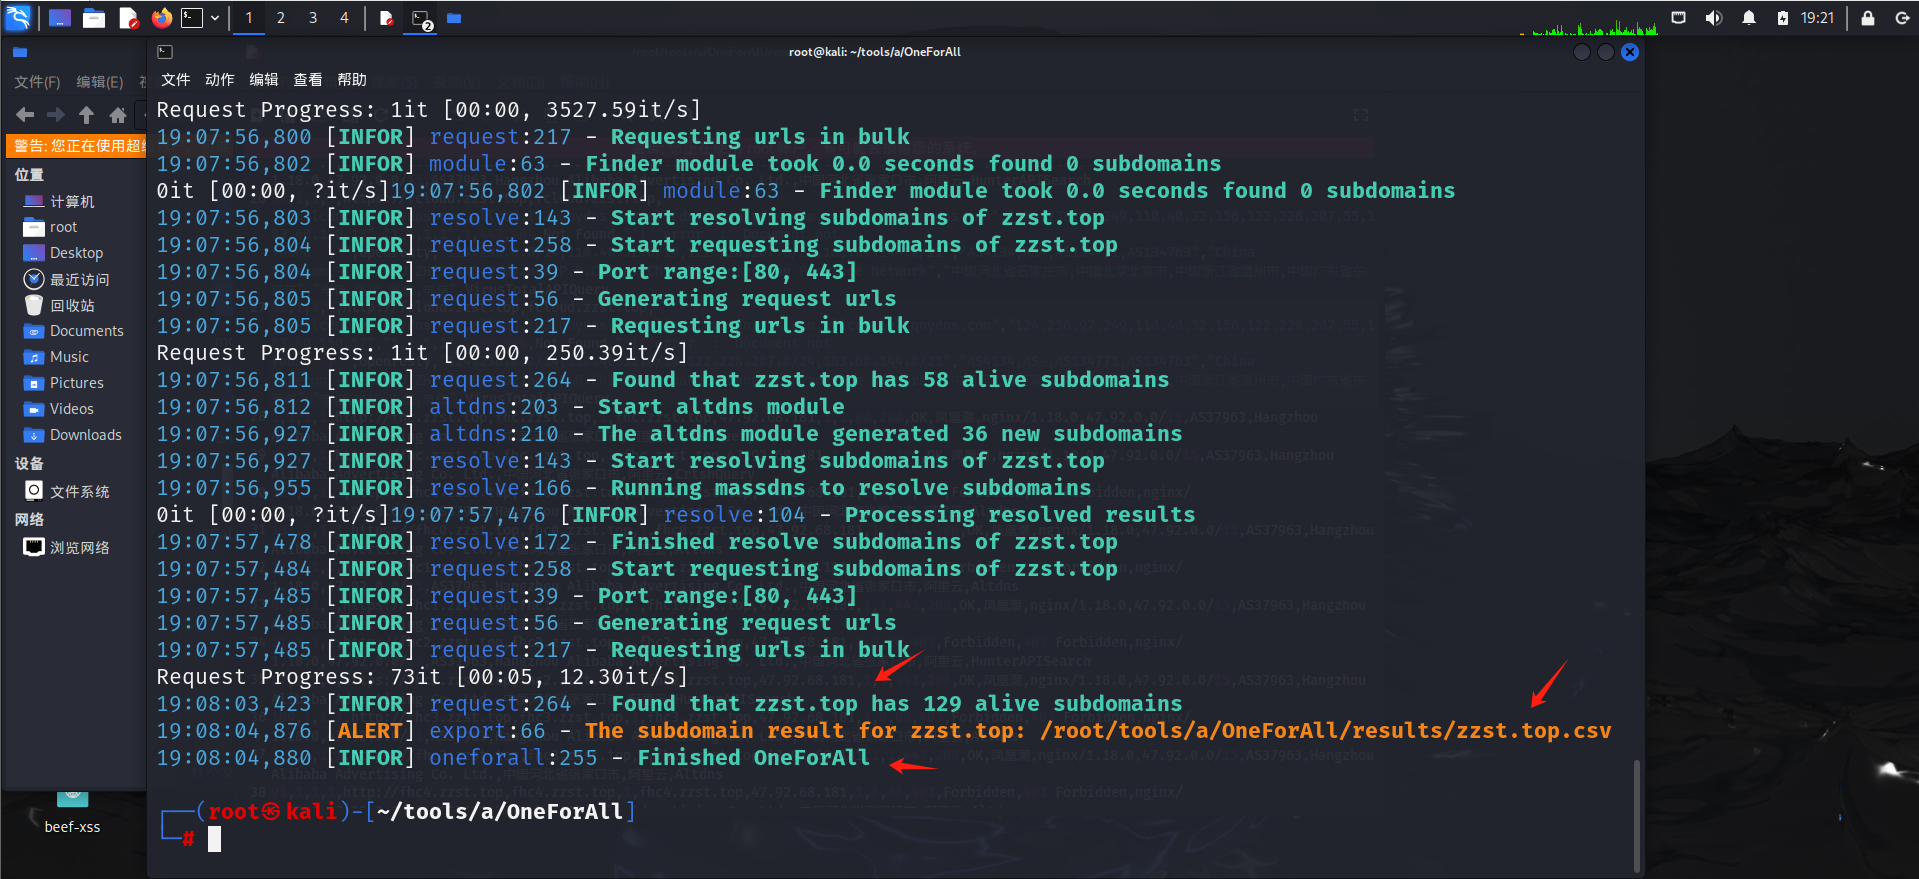 1 2 3 4 2 19:21
root@kali: ~/tools/a/OneForAll
文件(F) 编辑(E)
文件 动作 编辑 查看 帮助
警告: 您正在使用超
位置
计算机
root
Desktop
最近访问
回收站
Documents
Music
Pictures
Videos
Downloads
设备
文件系统
网络
浏览网络
beef-xss
Request Progress: 1it [00:00, 3527.59it/s]
19:07:56,800 [INFOR] request:217 - Requesting urls in bulk
19:07:56,802 [INFOR] module:63 - Finder module took 0.0 seconds found 0 subdomains
0it [00:00, ?it/s]19:07:56,802 [INFOR] module:63 - Finder module took 0.0 seconds found 0 subdomains
19:07:56,803 [INFOR] resolve:143 - Start resolving subdomains of zzst.top
19:07:56,804 [INFOR] request:258 - Start requesting subdomains of zzst.top
19:07:56,804 [INFOR] request:39 - Port range:[80, 443]
19:07:56,805 [INFOR] request:56 - Generating request urls
19:07:56,805 [INFOR] request:217 - Requesting urls in bulk
Request Progress: 1it [00:00, 250.39it/s]
19:07:56,811 [INFOR] request:264 - Found that zzst.top has 58 alive subdomains
19:07:56,812 [INFOR] altdns:203 - Start altdns module
19:07:56,927 [INFOR] altdns:210 - The altdns module generated 36 new subdomains
19:07:56,927 [INFOR] resolve:143 - Start resolving subdomains of zzst.top
19:07:56,955 [INFOR] resolve:166 - Running massdns to resolve subdomains
0it [00:00, ?it/s]19:07:57,476 [INFOR] resolve:104 - Processing resolved results
19:07:57,478 [INFOR] resolve:172 - Finished resolve subdomains of zzst.top
19:07:57,484 [INFOR] request:258 - Start requesting subdomains of zzst.top
19:07:57,485 [INFOR] request:39 - Port range:[80, 443]
19:07:57,485 [INFOR] request:56 - Generating request urls
19:07:57,485 [INFOR] request:217 - Requesting urls in bulk
Request Progress: 73it [00:05, 12.30it/s]
19:08:03,423 [INFOR] request:264 - Found that zzst.top has 129 alive subdomains
19:08:04,876 [ALERT] export:66 - The subdomain result for zzst.top: /root/tools/a/OneForAll/results/zzst.top.csv
19:08:04,880 [INFOR] oneforall:255 - Finished OneForAll
┌──(root㉿kali)-[~/tools/a/OneForAll]
└─#